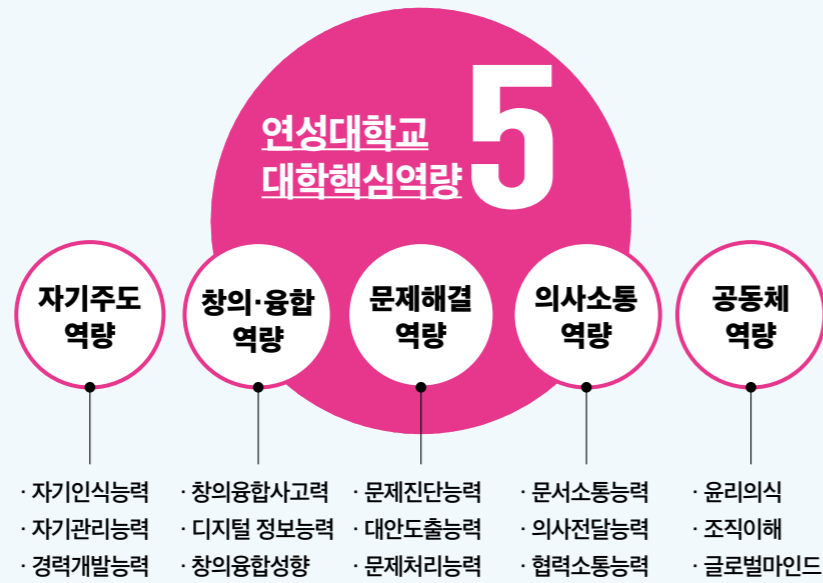 연성대학교
대학핵심역량 5
자기주도
역량
창의·융합
역량
문제해결
역량
의사소통
역량
공동체
역량
· 자기인식능력
· 자기관리능력
· 경력개발능력
· 창의융합사고력
· 디지털 정보능력
· 창의융합성향
· 문제진단능력
· 대안도출능력
· 문제처리능력
· 문서소통능력
· 의사전달능력
· 협력소통능력
· 윤리의식
· 조직이해
· 글로벌마인드